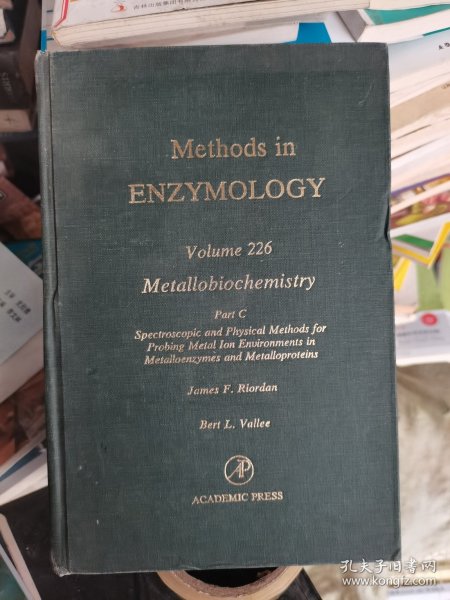 Methods in
ENZYMOLOGY
Volume 226
Metallobiochemistry
Part C
Spectroscopic and Physical Methods for
Probing Metal Ion Environments in
Metalloenzymes and Metalloproteins
James F. Riordan
Bert L. Vallee
AP
ACADEMIC PRESS
孔夫子旧书网
www.kongfz.com